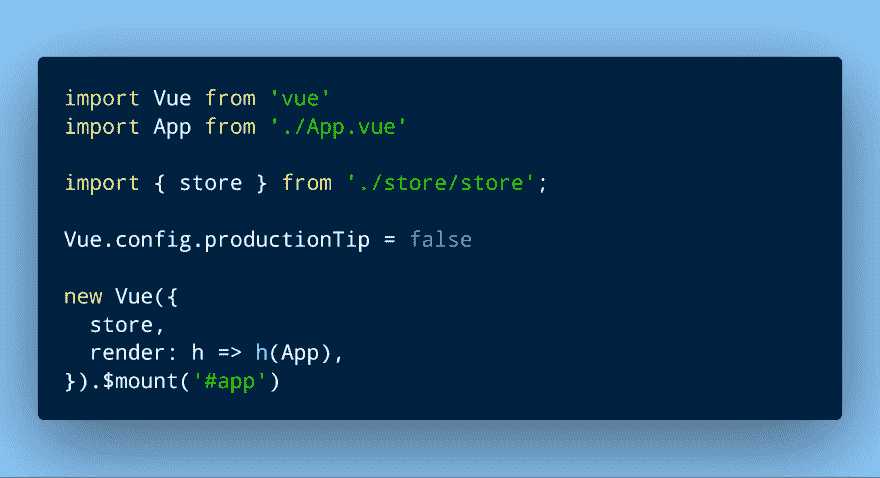 import Vue from 'vue'
import App from './App.vue'
import { store } from './store/store';
Vue.config.productionTip = false
new Vue({
  store,
  render: h => h(App),
}).$mount('#app')